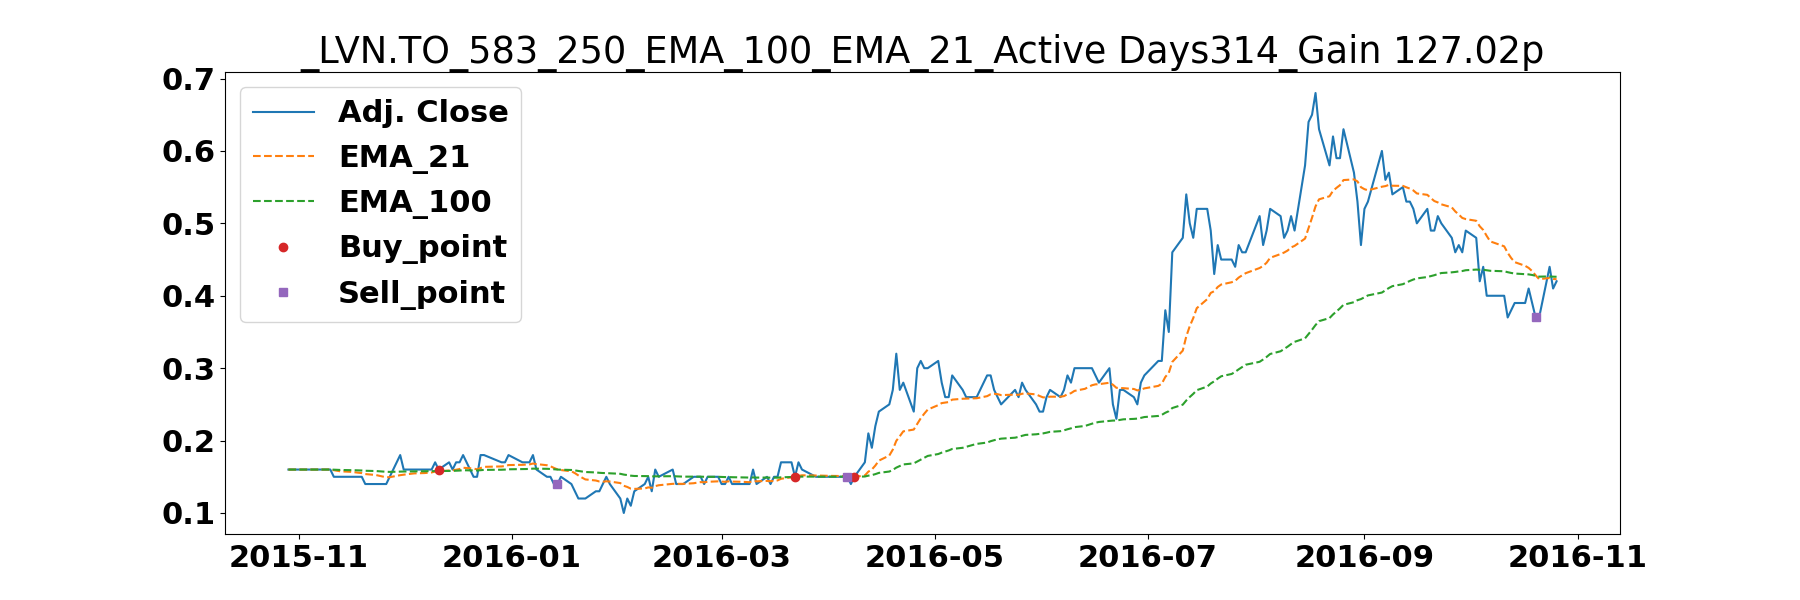 _LVN.TO_583_250_EMA_100_EMA_21_Active Days314_Gain 127.02p
0.7
0.6
0.5
0.4
0.3
0.2
0.1
Adj. Close
EMA_21
EMA_100
Buy_point
Sell_point
2015-11 2016-01 2016-03 2016-05 2016-07 2016-09 2016-11